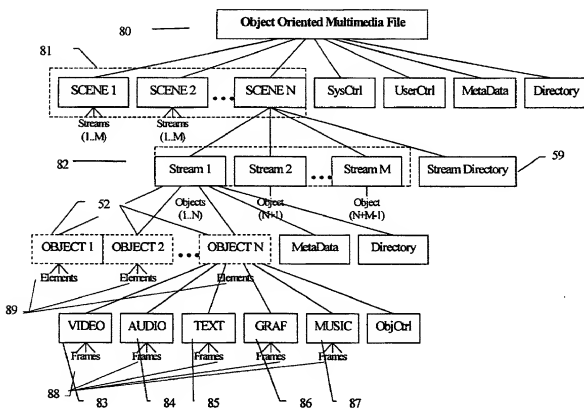 80
Object Oriented Multimedia File
81
SCENE 1
SCENE 2
SCENE N
SysCtrl
UserCtrl
MetaData
Directory
Streams
(1..M)
Streams
(1..M)
82
Stream 1
Stream 2
Stream M
Stream Directory
59
52
Objects
(1..N)
Object
(N+1)
Object
(N+M-1)
OBJECT 1
OBJECT 2
OBJECT N
MetaData
Directory
Elements
Elements
Elements
89
VIDEO
AUDIO
TEXT
GRAF
MUSIC
ObjCtrl
Frames
Frames
Frames
Frames
Frames
88
83
84
85
86
87